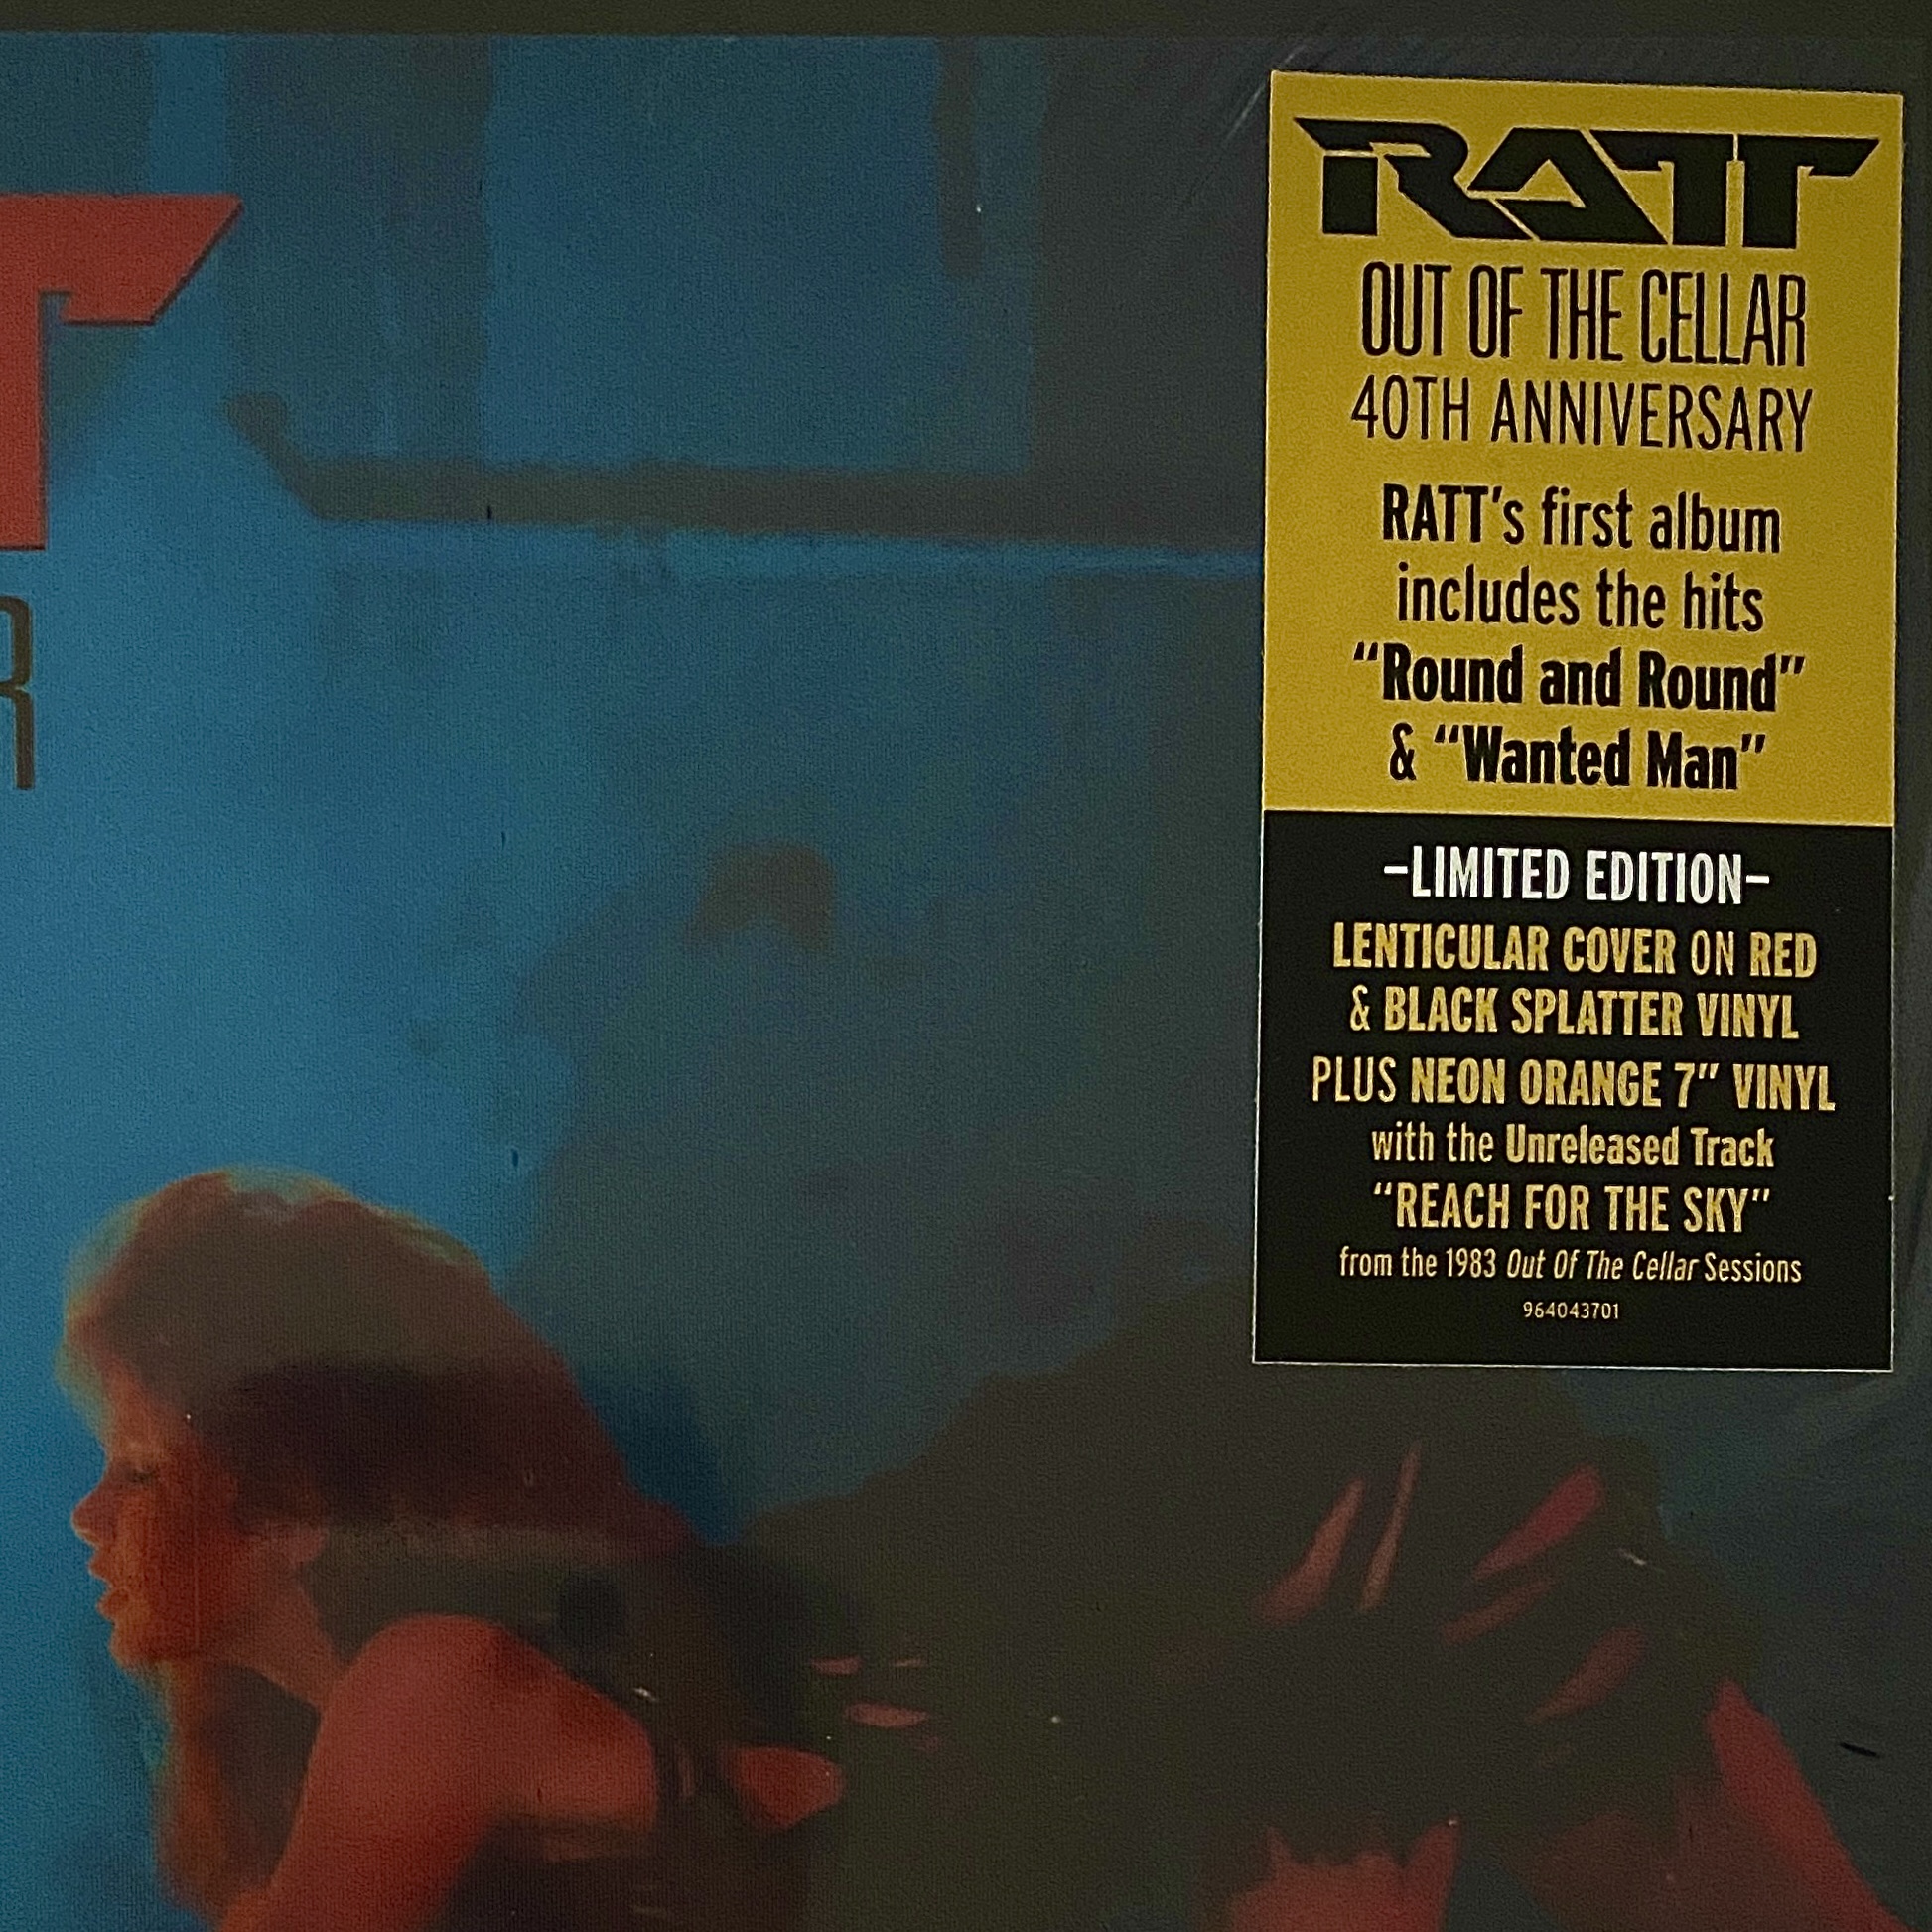 T
R
RATT
OUT OF THE CELLAR
40TH ANNIVERSARY
RATT's first album
includes the hits
“Round and Round”
& “Wanted Man”
–LIMITED EDITION–
LENTICULAR COVER ON RED
& BLACK SPLATTER VINYL
PLUS NEON ORANGE 7” VINYL
with the Unreleased Track
“REACH FOR THE SKY”
from the 1983 Out Of The Cellar Sessions
964043701